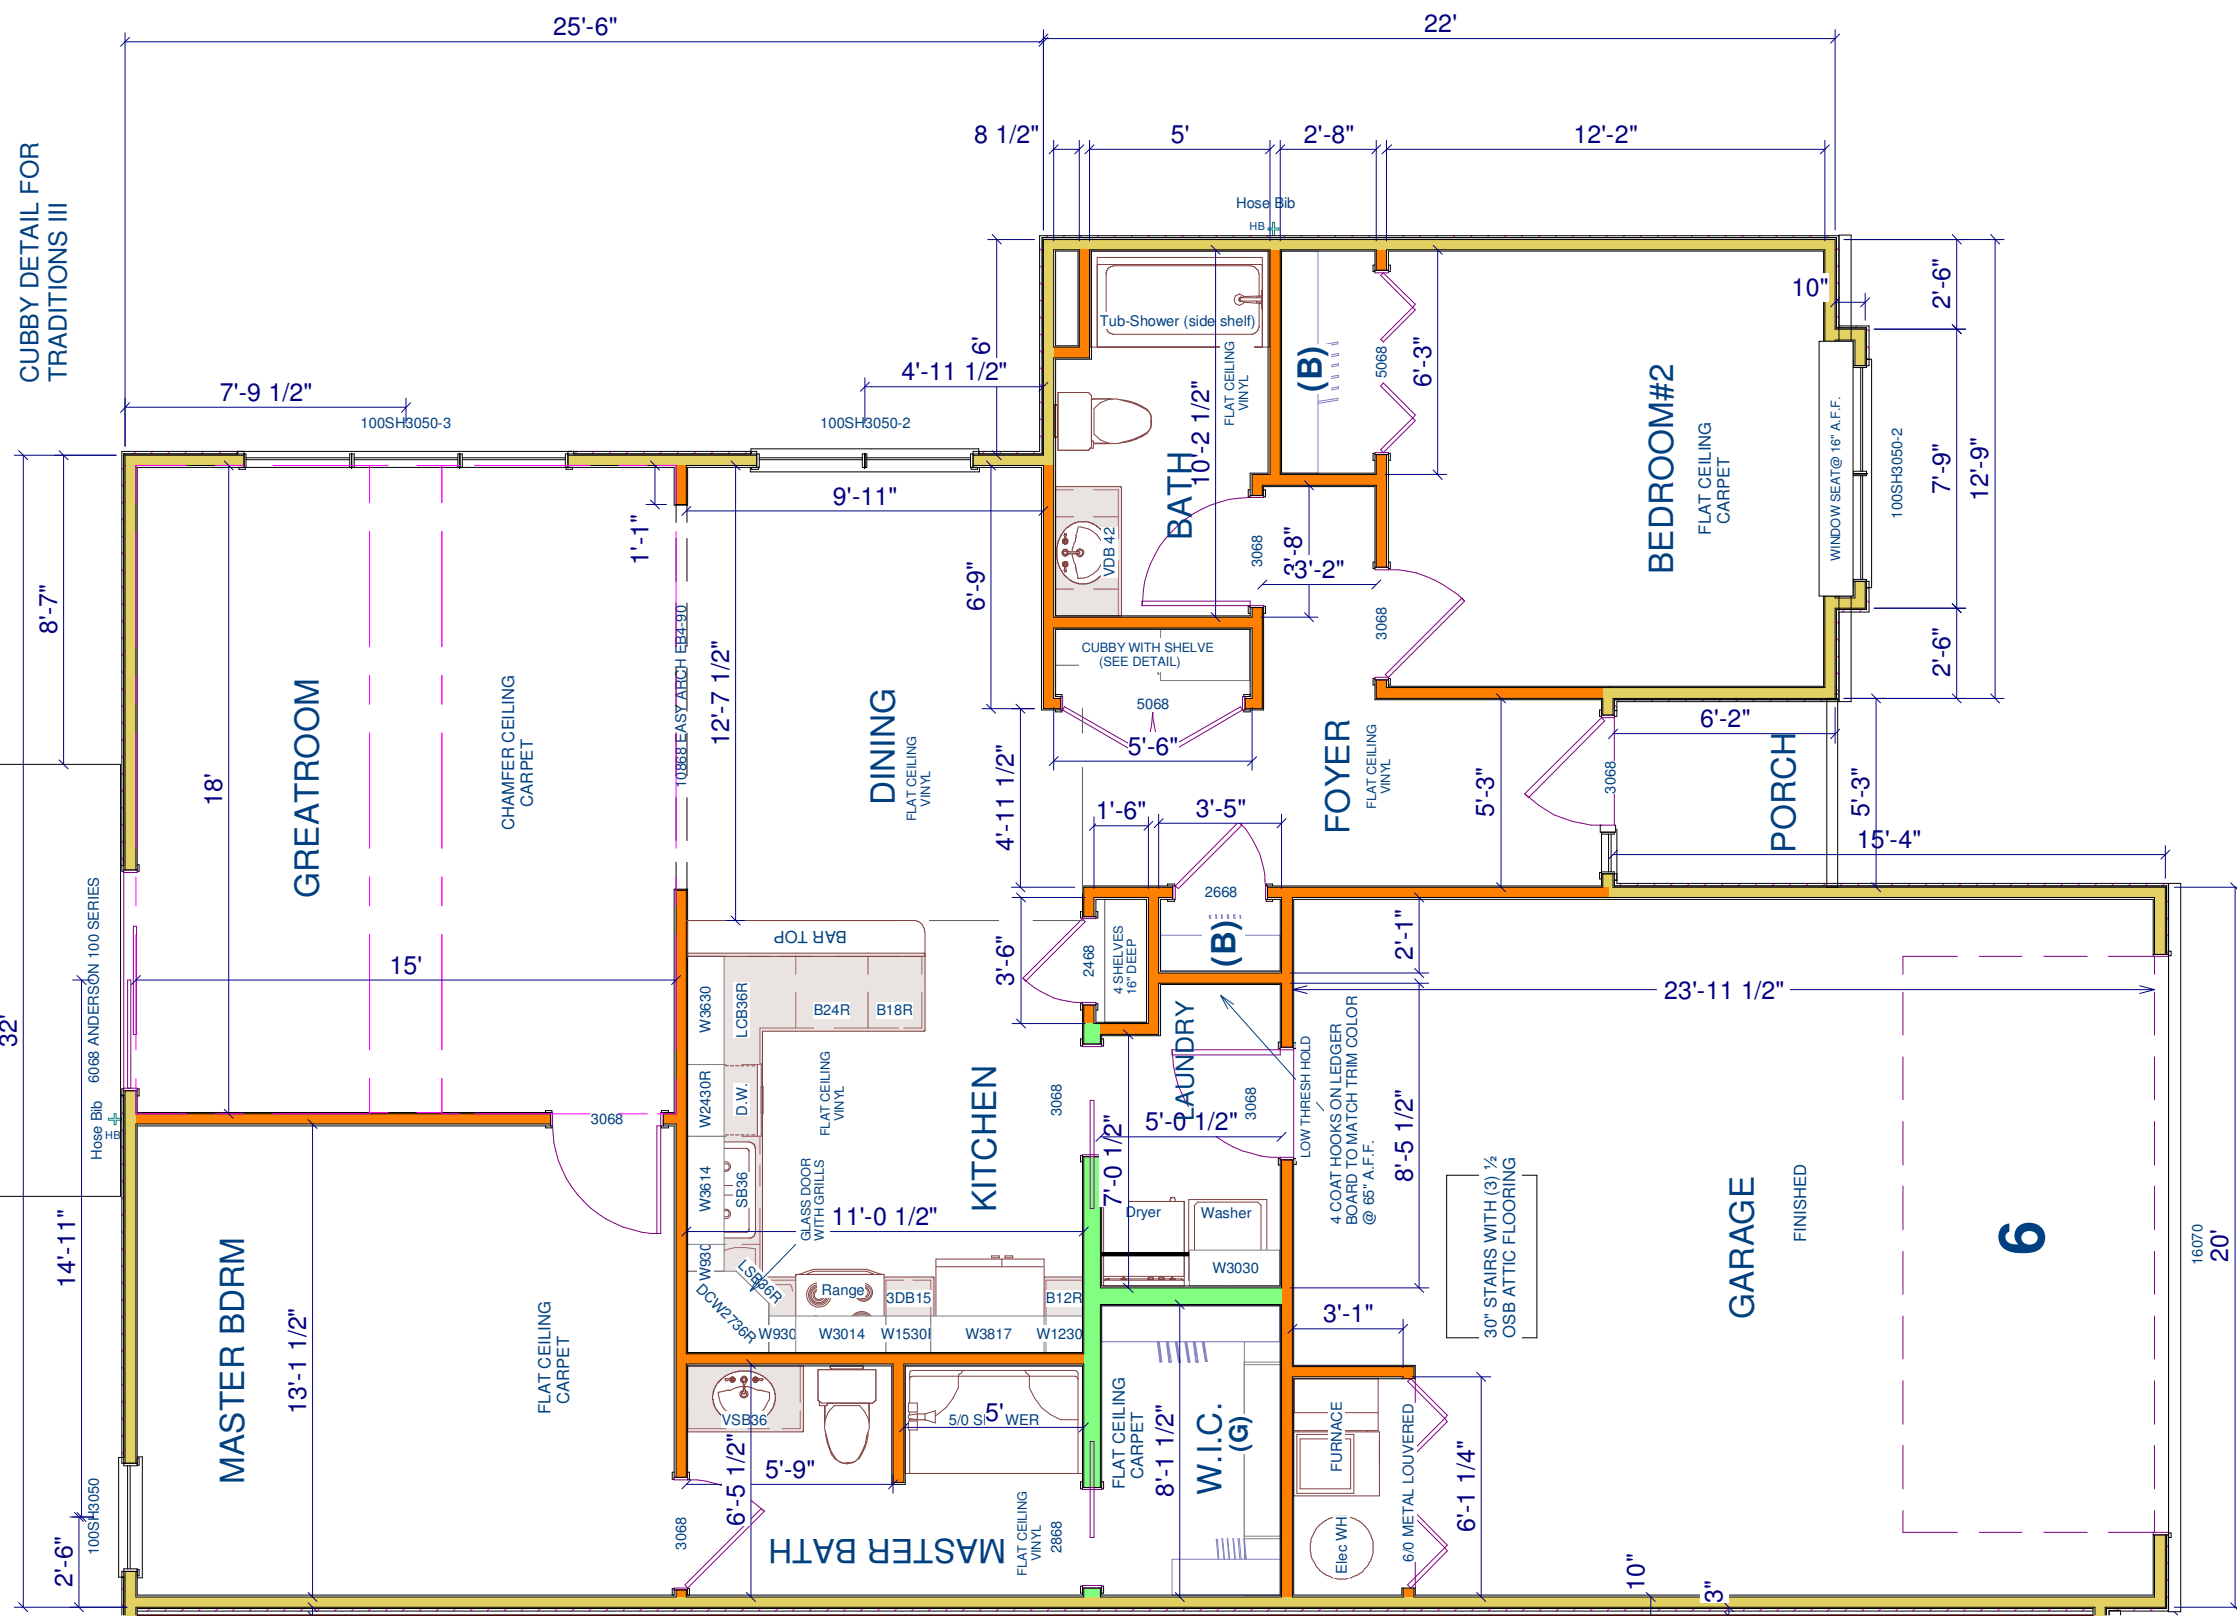 25'-6"
22'
8 1/2"
5'
2'-8"
12'-2"
CUBBY DETAIL FOR
TRADITIONS III
Hose Bib
HB
10"
2'-6"
6'
4'-11 1/2"
7'-9 1/2"
100SH3050-3
100SH3050-2
Tub-Shower (side shelf)
FLAT CEILING
VINYL
10'-2 1/2"
BATH
(B)
5068
6'-3"
BEDROOM#2
FLAT CEILING
CARPET
WINDOW SEAT@ 16" A.F.F.
100SH3050-2
7'-9"
12'-9"
2'-6"
8'-7"
1'-1"
9'-11"
6'-9"
VDB42
3068
3'-2"
3068
CUBBY WITH SHELVE
(SEE DETAIL)
5068
5'-6"
GREATROOM
CHAMFER CEILING
CARPET
18'
10868 EASY ARCH EB4-90
12'-7 1/2"
DINING
FLAT CEILING
VINYL
4'-11 1/2"
FOYER
FLAT CEILING
VINYL
5'-3"
3068
6'-2"
PORCH
5'-3"
15'-4"
1'-6"
3'-5"
2668
(B)
2'-1"
3'-6"
2468
4 SHELVES
16" DEEP
32'
6068 ANDERSON 100 SERIES
15'
Hose Bib
HB
3068
BAR TOP
W3630
LCB36R
B24R
B18R
W2430R
D.W.
FLAT CEILING
VINYL
W3614
SB36
GLASS DOOR
WITH GRILLS
KITCHEN
11'-0 1/2"
W930
LSB36R
DCW2736R
W930
Range
W3014
3DB15
W1530
W3817
B12R
W1230
3068
LAUNDRY
3068
5'-0 1/2"
7'-0 1/2"
Dryer
Washer
W3030
LOW THRESH HOLD
4 COAT HOOKS ON LEDGER
BOARD TO MATCH TRIM COLOR
@ 65" A.F.F.
8'-5 1/2"
23'-11 1/2"
30" STAIRS WITH (3) ½
OSB ATTIC FLOORING
GARAGE
FINISHED
6
16070
20'
14'-11"
MASTER BDRM
13'-1 1/2"
FLAT CEILING
CARPET
100SH3050
2'-6"
VSB36
5'-9"
6'-5 1/2"
3068
5/0 SHOWER
5'
MASTER BATH
FLAT CEILING
VINYL
2868
FLAT CEILING
CARPET
8'-1 1/2"
W.I.C.
(G)
3'-1"
FURNACE
Elec WH
6/0 METAL LOUVERED
6'-1 1/4"
10"
3"